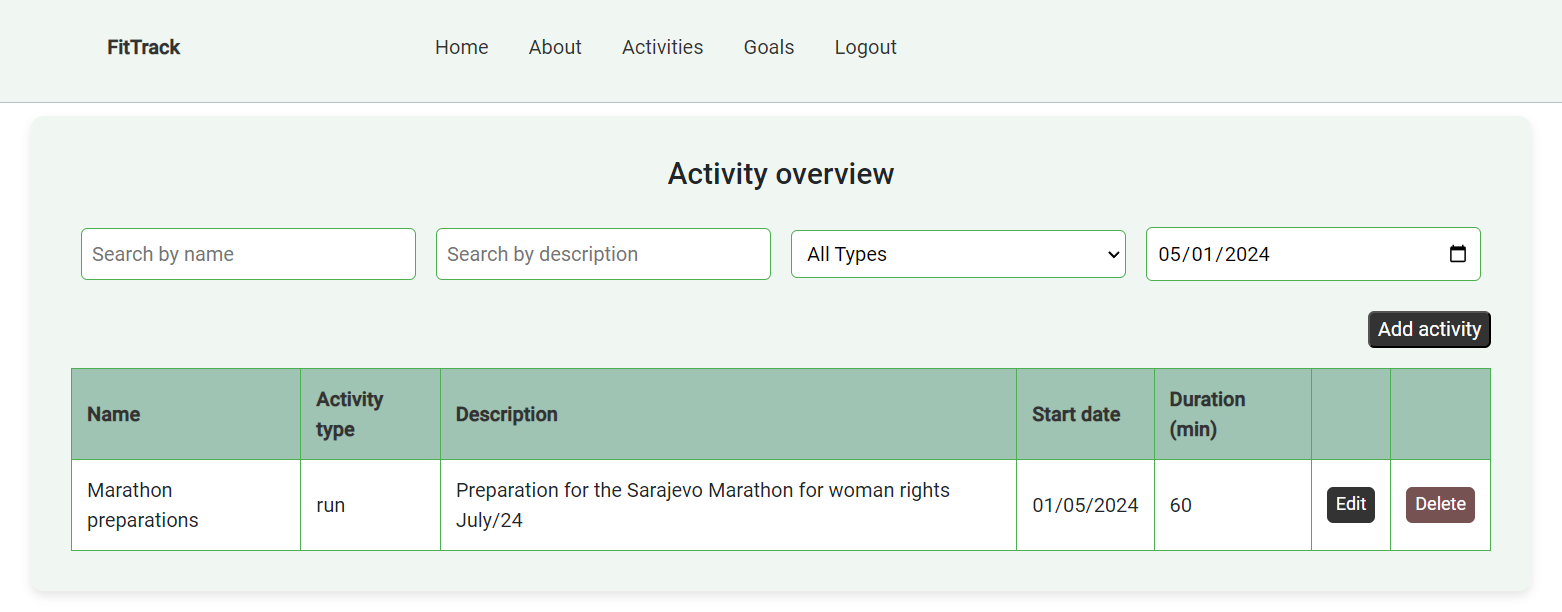 FitTrack Home About Activities Goals Logout
Activity overview
Search by name Search by description All Types 05/01/2024
Add activity
Name Activity type Description Start date Duration (min)
Marathon preparations run Preparation for the Sarajevo Marathon for woman rights July/24 01/05/2024 60 Edit Delete